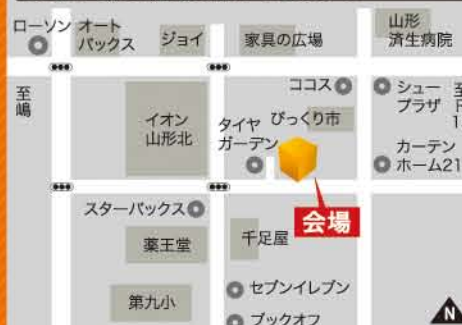 ローソン
オート
バックス
ジョイ
家具の広場
山形
済生病院
至
嶋
イオン
山形北
ココス
シュー
プラザ
至
タイヤ
ガーデン
びっくり市
カーテン
ホーム21
会場
スターバックス
薬王堂
千足屋
第九小
セブンイレブン
ブックオフ
N